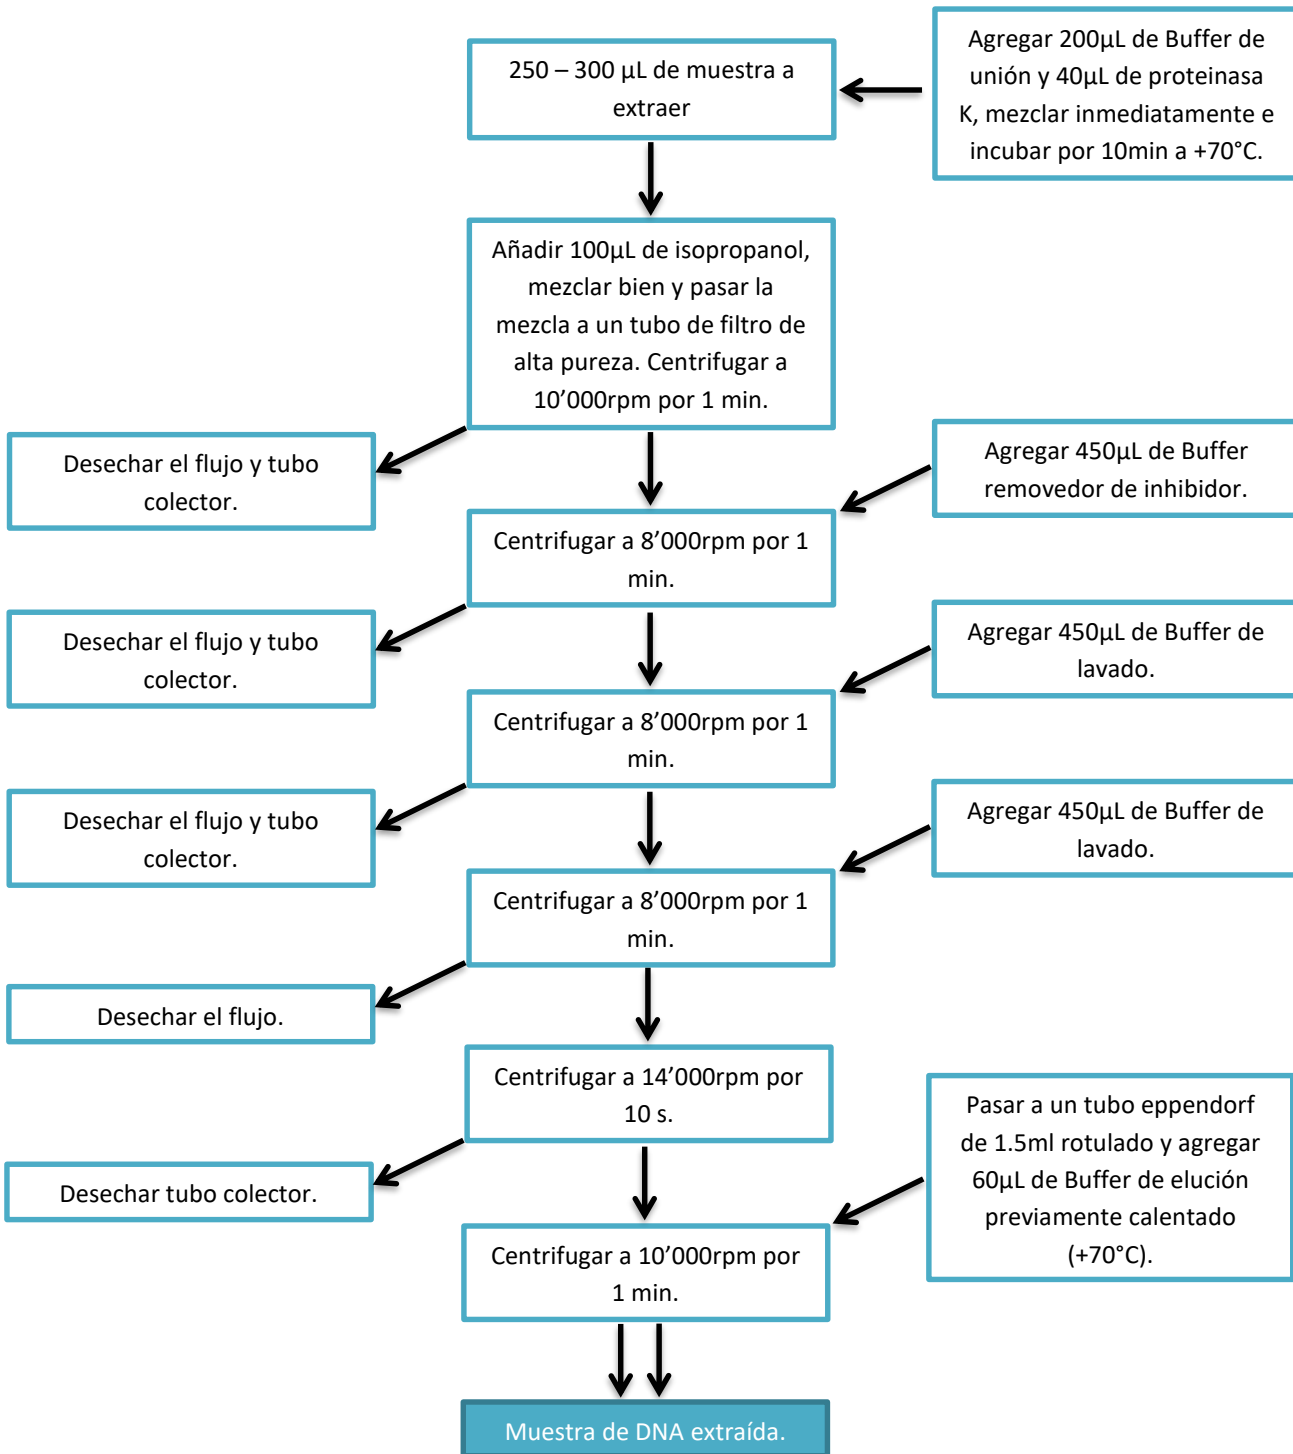 250 – 300 µL de muestra a
extraer
Agregar 200µL de Buffer de
unión y 40µL de proteinasa
K, mezclar inmediatamente e
incubar por 10min a +70°C.
Añadir 100µL de isopropanol,
mezclar bien y pasar la
mezcla a un tubo de filtro de
alta pureza. Centrifugar a
10’000rpm por 1 min.
Desechar el flujo y tubo
colector.
Agregar 450µL de Buffer
removedor de inhibidor.
Centrifugar a 8’000rpm por 1
min.
Desechar el flujo y tubo
colector.
Agregar 450µL de Buffer de
lavado.
Centrifugar a 8’000rpm por 1
min.
Desechar el flujo y tubo
colector.
Agregar 450µL de Buffer de
lavado.
Centrifugar a 8’000rpm por 1
min.
Desechar el flujo.
Centrifugar a 14’000rpm por
10 s.
Desechar tubo colector.
Pasar a un tubo eppendorf
de 1.5ml rotulado y agregar
60µL de Buffer de elución
previamente calentado
(+70°C).
Centrifugar a 10’000rpm por
1 min.
Muestra de DNA extraída.